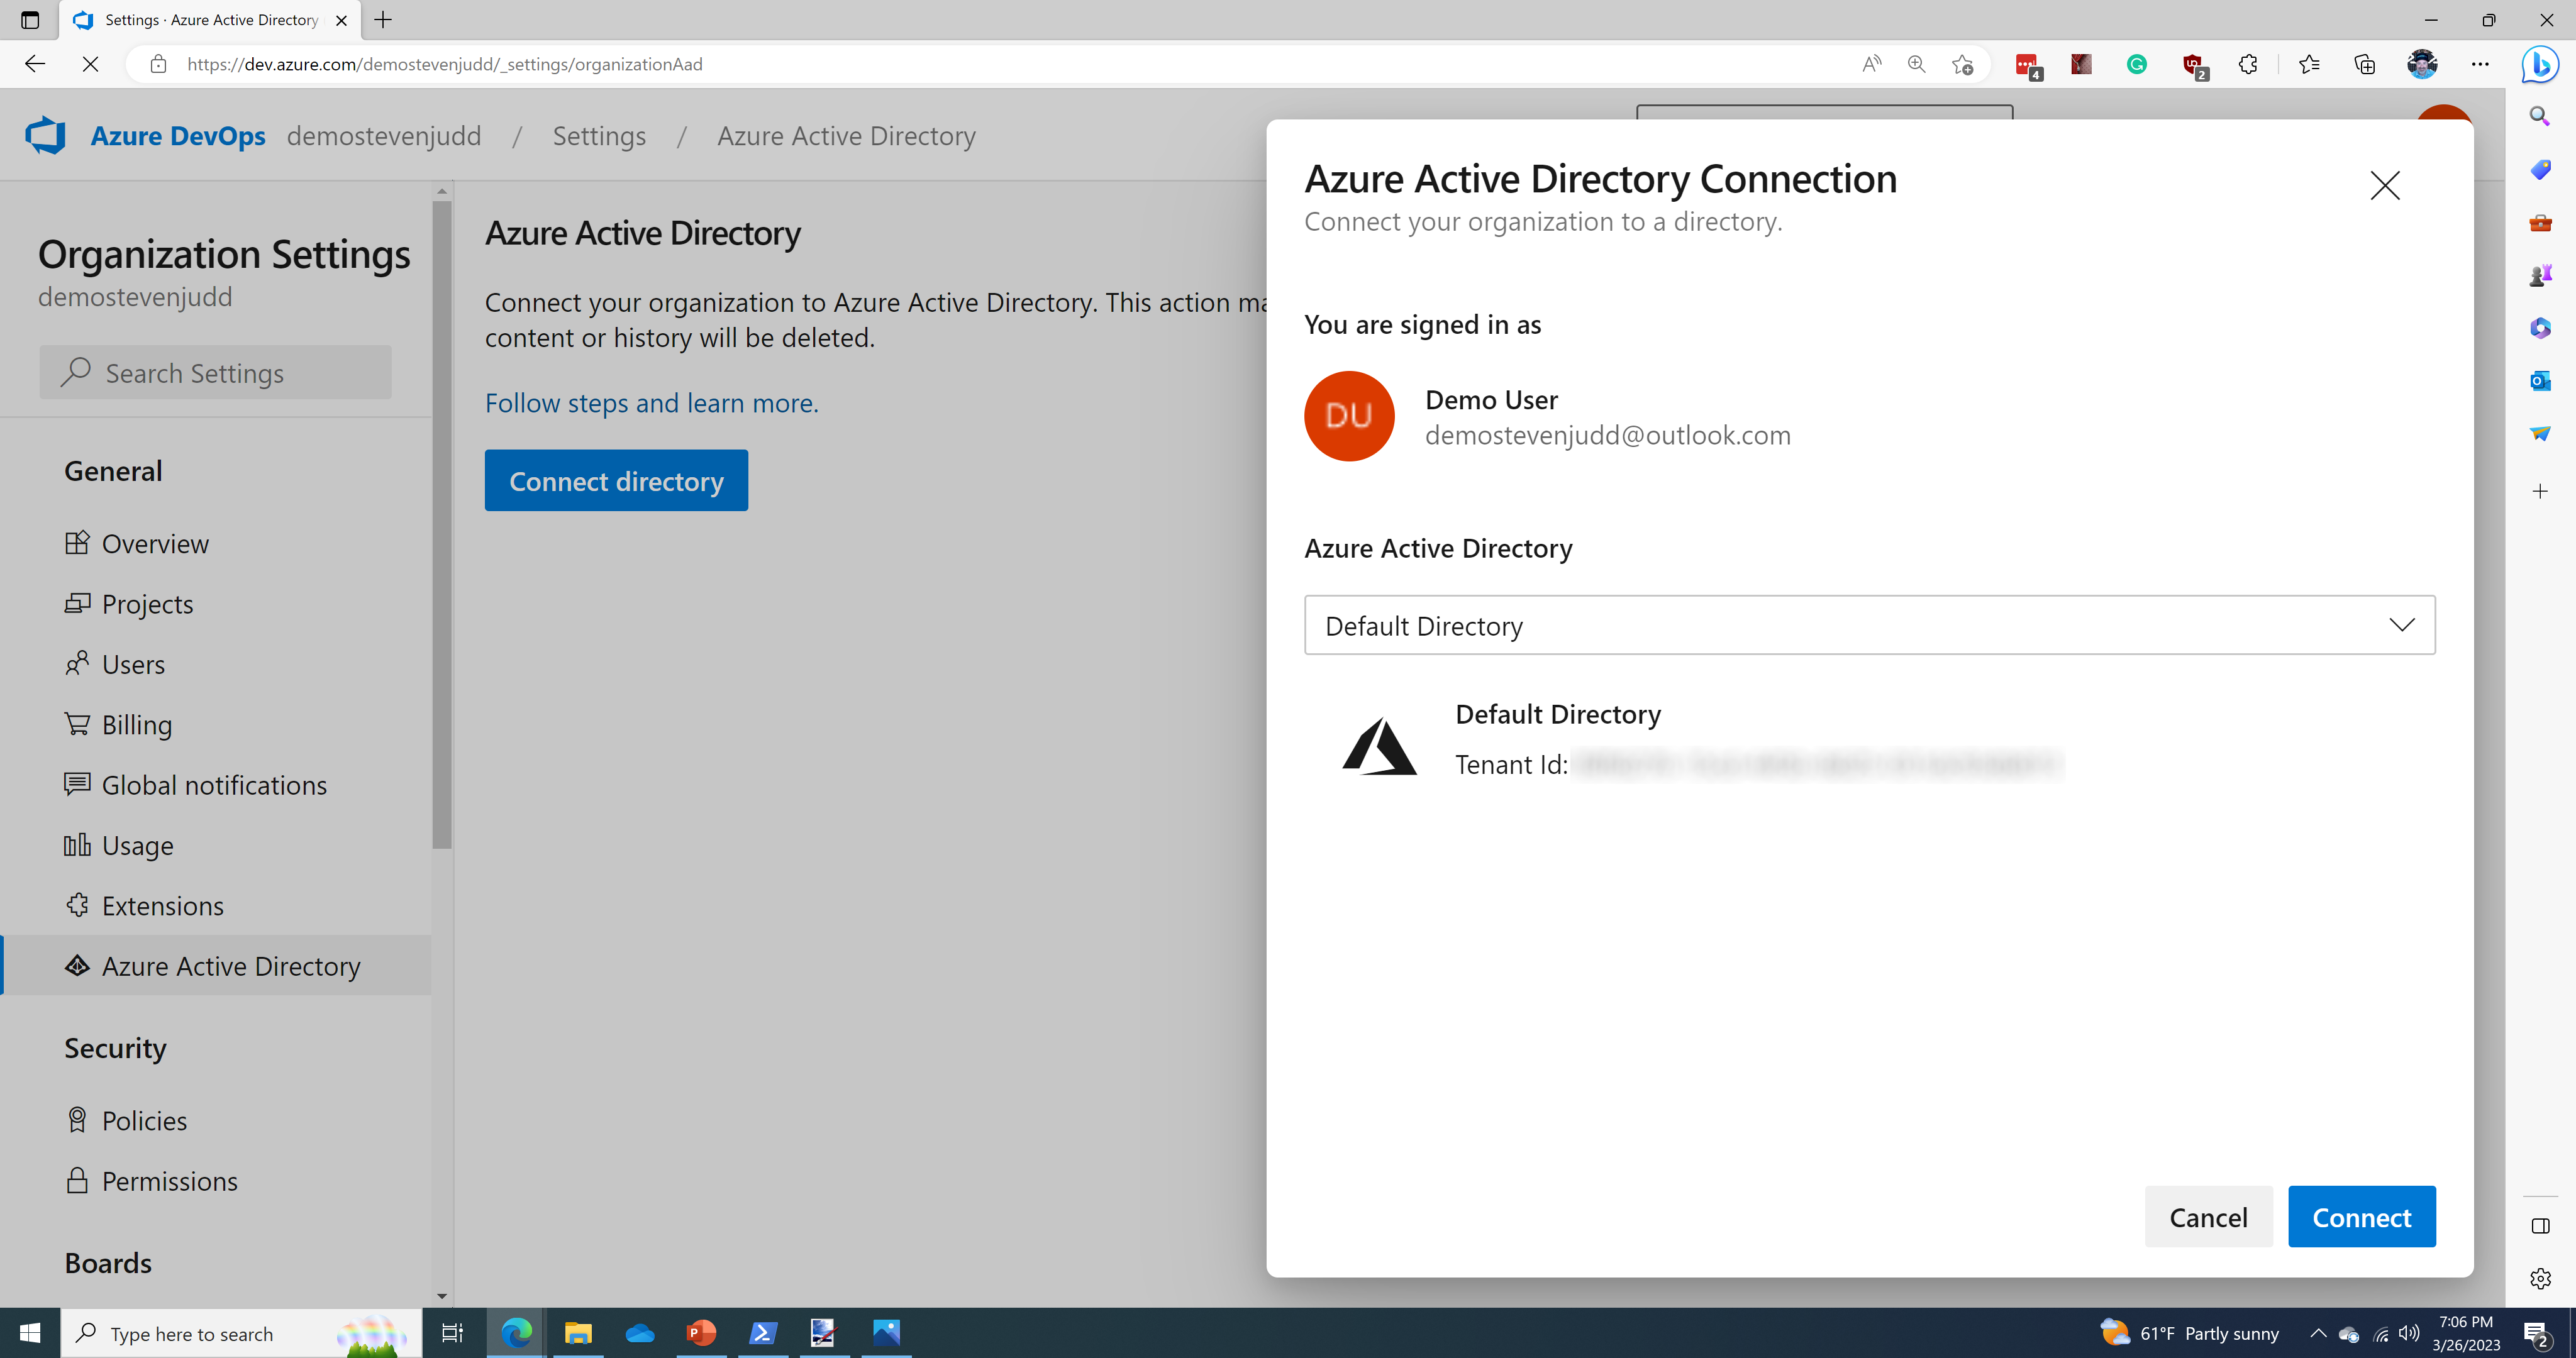 Settings · Azure Active Directory
https://dev.azure.com/demostevenjudd/_settings/organizationAad
4
2
Azure DevOps demostevenjudd / Settings / Azure Active Directory
Organization Settings
demostevenjudd
Search Settings
General
Overview
Projects
Users
Billing
Global notifications
Usage
Extensions
Azure Active Directory
Security
Policies
Permissions
Boards
Azure Active Directory
Connect your organization to Azure Active Directory. This action
content or history will be deleted.
Follow steps and learn more.
Connect directory
Azure Active Directory Connection
Connect your organization to a directory.
You are signed in as
DU
Demo User
demostevenjudd@outlook.com
Azure Active Directory
Default Directory
Default Directory
Tenant Id:
Cancel
Connect
Type here to search
61°F Partly sunny
7:06 PM
3/26/2023
2